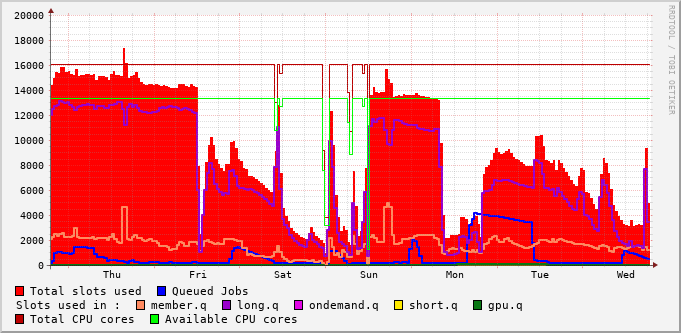 RRDTOOL / TOBI OETIKER
20000
18000
16000
14000
12000
10000
8000
6000
4000
2000
0
Thu Fri Sat Sun Mon Tue Wed
Total slots used Queued Jobs
Slots used in : member.q long.q ondemand.q short.q gpu.q
Total CPU cores Available CPU cores